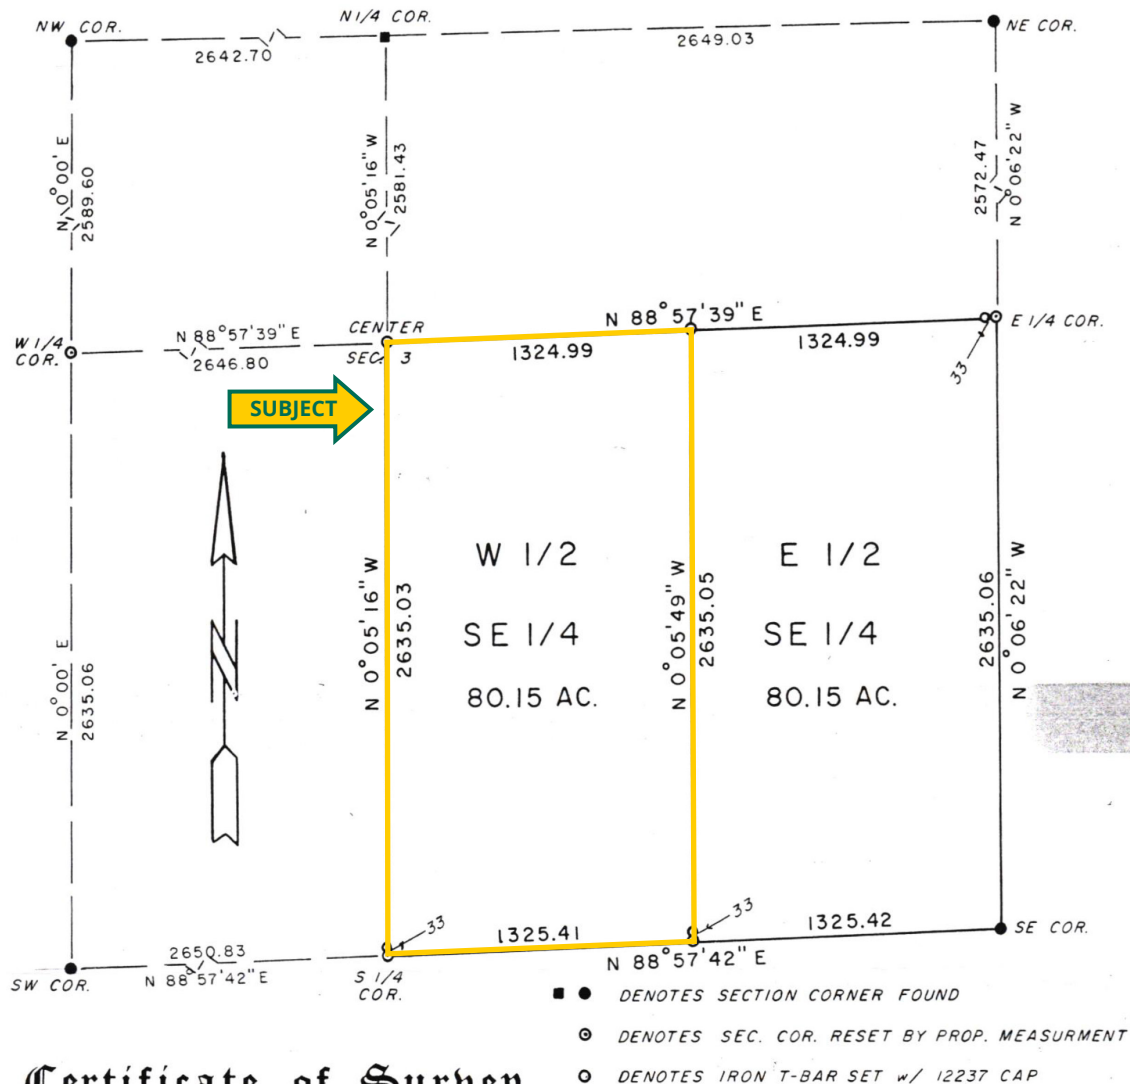 NW COR.
N 1/4 COR.
NE COR.
2642.70
2649.03
N 0°00' E
2589.60
N 0°05'16" W
2581.43
2572.47
N 0°06'22" W
W 1/4
COR.
N 88°57'39" E
2646.80
CENTER
SEC. 3
N 88°57'39" E
1324.99
1324.99
E 1/4 COR.
33
SUBJECT
N 0°00' E
2635.06
N
N 0°05'16" W
2635.03
W 1/2
SE 1/4
80.15 AC.
N 0°05'49" W
2635.05
E 1/2
SE 1/4
80.15 AC.
2635.06
N 0°06'22" W
33
1325.41
33
1325.42
SE COR.
2650.83
N 88°57'42" E
SW COR.
S 1/4
COR.
N 88°57'42" E
DENOTES SECTION CORNER FOUND
DENOTES SEC. COR. RESET BY PROP. MEASURMENT
DENOTES IRON T-BAR SET w/ 12237 CAP
Certificate of Survey